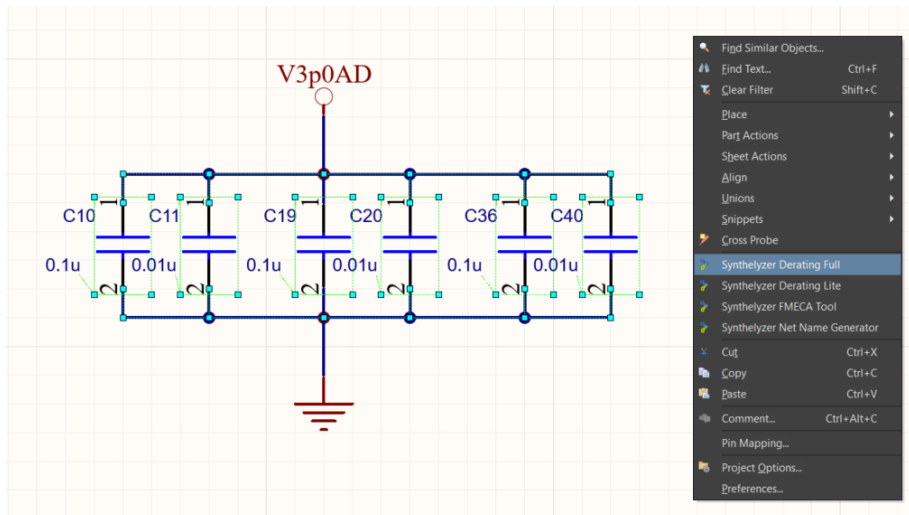 V3p0AD
1 1 1 1 1 1
C10 C11 C19 C20 C36 C40
0.1u 0.01u 0.1u 0.01u 0.1u 0.01u
2 2 2 2 2 2
Find Similar Objects...
Find Text... Ctrl+F
Clear Filter Shift+C
Place
Part Actions
Sheet Actions
Align
Unions
Snippets
Cross Probe
Synthelyzer Derating Full
Synthelyzer Derating Lite
Synthelyzer FMECA Tool
Synthelyzer Net Name Generator
Cut Ctrl+X
Copy Ctrl+C
Paste Ctrl+V
Comment... Ctrl+Alt+C
Pin Mapping...
Project Options...
Preferences...